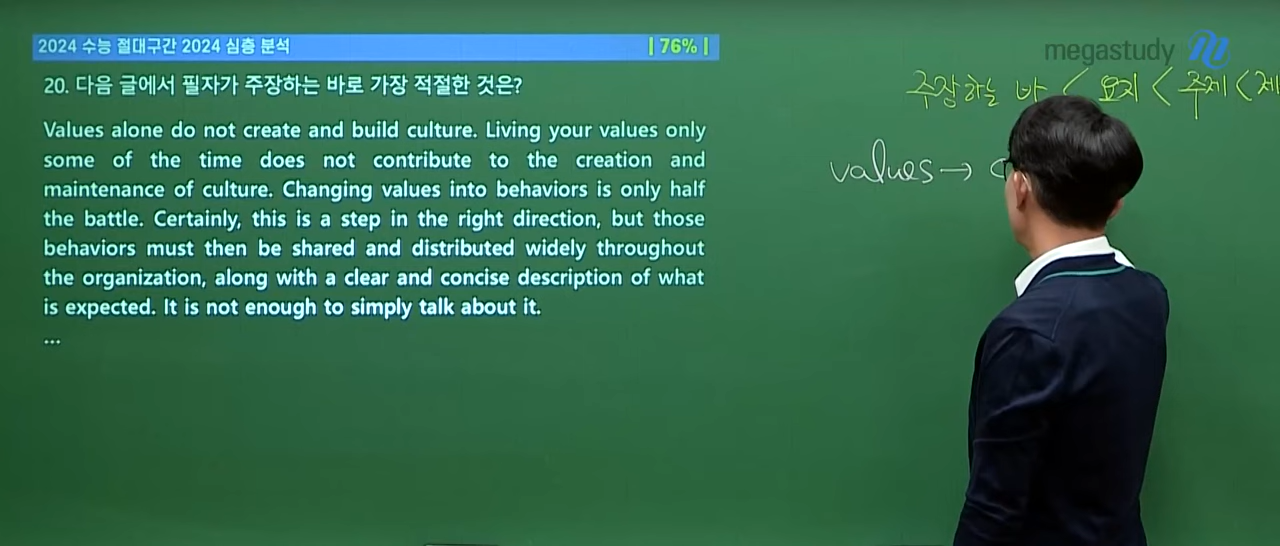 2024 수능 절대구간 2024 심층 분석
| 76% |
megastudy
20. 다음 글에서 필자가 주장하는 바로 가장 적절한 것은?
주장하는 바 < 요지 < 주제 < 제
Values alone do not create and build culture. Living your values only
some of the time does not contribute to the creation and
maintenance of culture. Changing values into behaviors is only half
the battle. Certainly, this is a step in the right direction, but those
behaviors must then be shared and distributed widely throughout
the organization, along with a clear and concise description of what
is expected. It is not enough to simply talk about it.
...
values →